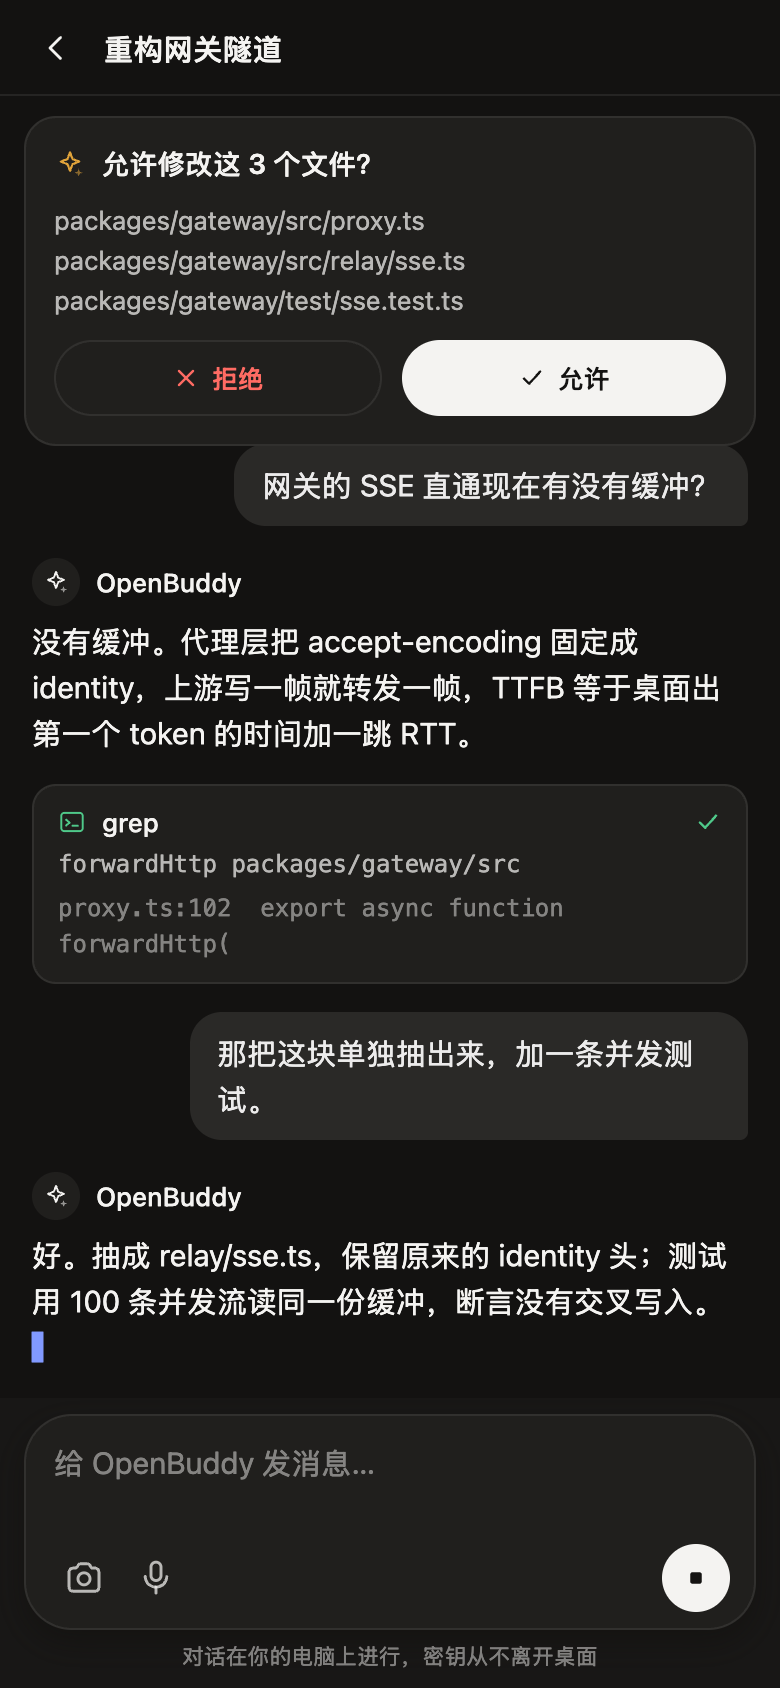 重构网关隧道
允许修改这 3 个文件?
packages/gateway/src/proxy.ts
packages/gateway/src/relay/sse.ts
packages/gateway/test/sse.test.ts
拒绝
允许
网关的 SSE 直通现在有没有缓冲?
OpenBuddy
没有缓冲。代理层把 accept-encoding 固定成
identity，上游写一帧就转发一帧，TTFB 等于桌面出
第一个 token 的时间加一跳 RTT。
grep
forwardHttp packages/gateway/src
proxy.ts:102  export async function
forwardHttp(
那把这块单独抽出来，加一条并发测
试。
OpenBuddy
好。抽成 relay/sse.ts，保留原来的 identity 头；测试
用 100 条并发流读同一份缓冲，断言没有交叉写入。
给 OpenBuddy 发消息...
对话在你的电脑上进行，密钥从不离开桌面